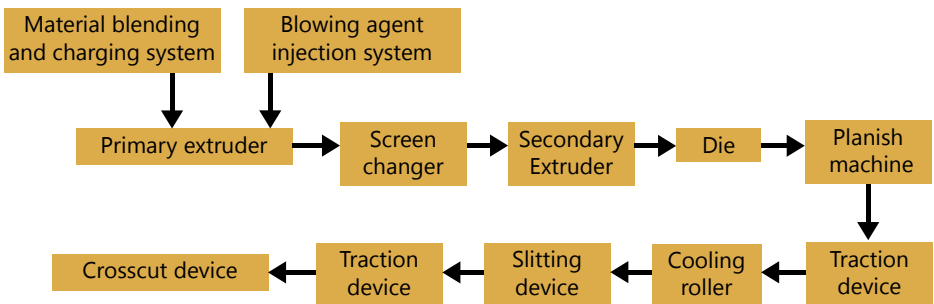 Material blending
and charging system
Blowing agent
injection system
Primary extruder
Screen
changer
Secondary
Extruder
Die
Planish
machine
Traction
device
Cooling
roller
Slitting
device
Traction
device
Crosscut device